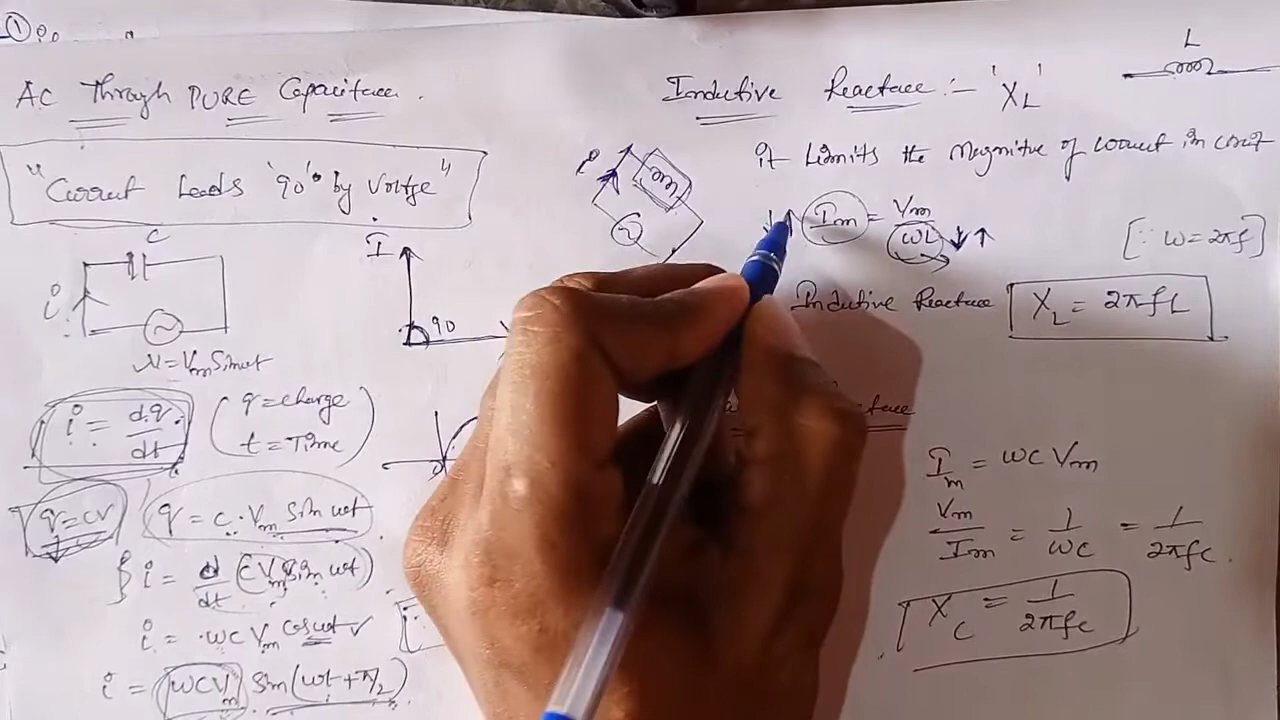 AC Through PURE Capacitance.
"Current Leads '90'° by Voltage"
C
i
v = Vm Sinωt
I
90
i = dq/dt
( q = charge
t = Time )
q = cv
q = c·Vm Sin ωt
i = d/dt (CVm Sin ωt)
i = ωC Vm Cos ωt ✓
i = ωCVm Sin(ωt + π/2)
Inductive Reactance :- 'XL'
L
it Limits the Magnitude of current in circuit
i
↓ ↑ Im = Vm/ωL ↓ ↑
[∵ ω = 2πf]
Inductive Reactance XL = 2πfL
Im = ωC Vm
Vm/Im = 1/ωC = 1/2πfC.
XC = 1/2πfC